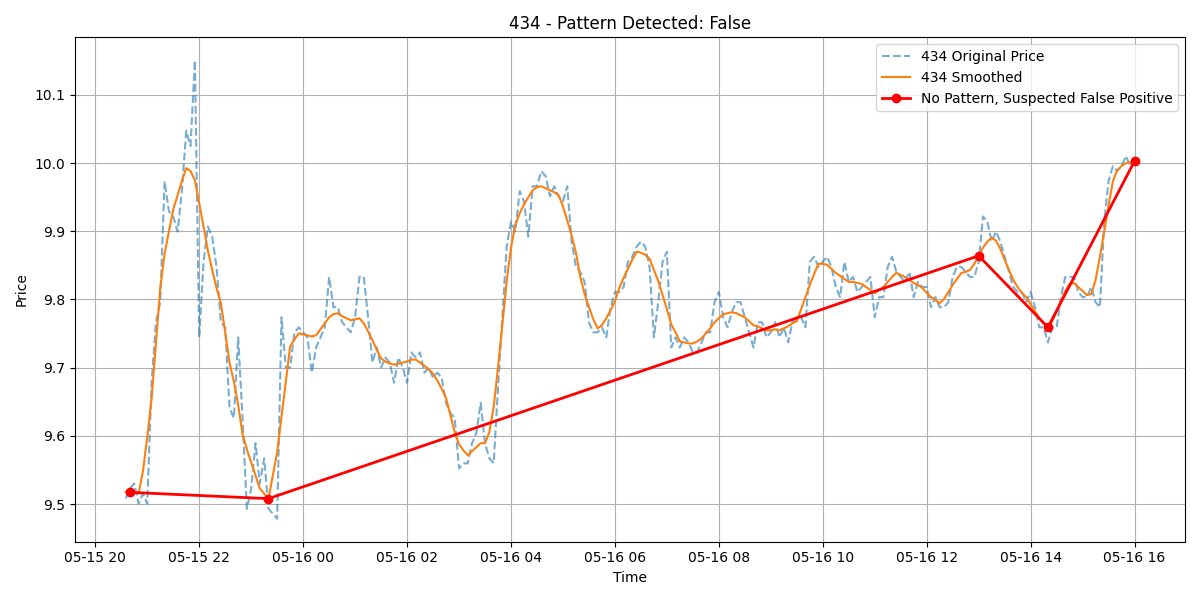 434 - Pattern Detected: False
434 Original Price
434 Smoothed
No Pattern, Suspected False Positive
Price
10.1
10.0
9.9
9.8
9.7
9.6
9.5
05-15 20 05-15 22 05-16 00 05-16 02 05-16 04 05-16 06 05-16 08 05-16 10 05-16 12 05-16 14 05-16 16
Time